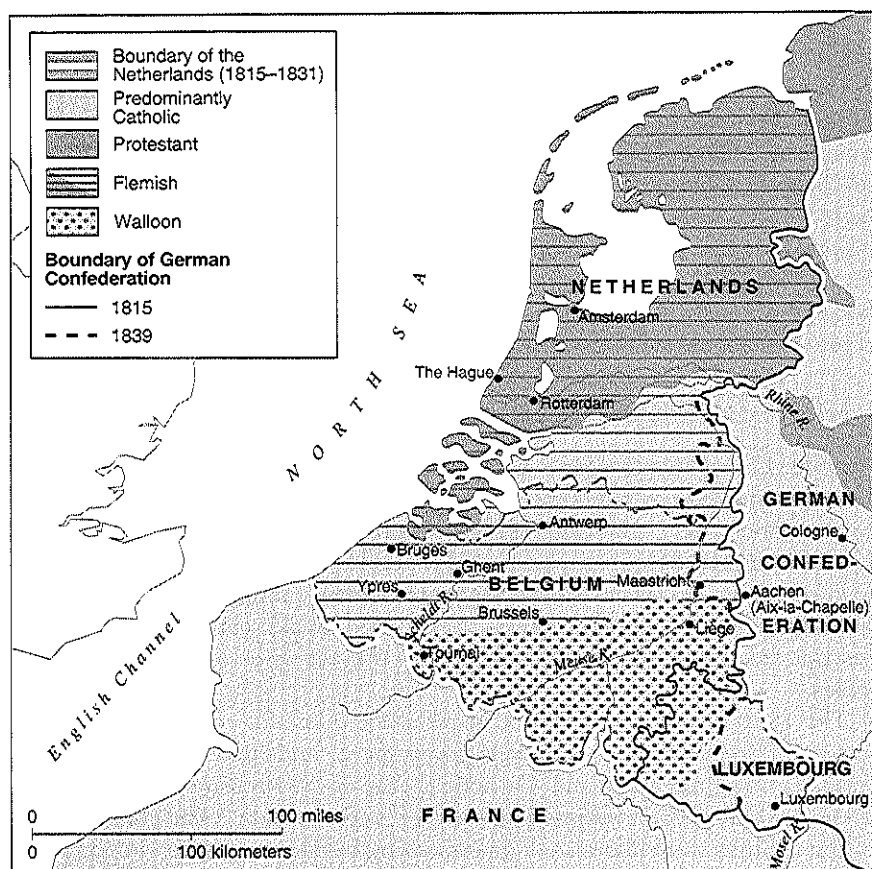 Boundary of the
Netherlands (1815–1831)
Predominantly
Catholic
Protestant
Flemish
Walloon
Boundary of German
Confederation
1815
1839
NORTH SEA
NETHERLANDS
Amsterdam
The Hague
Rotterdam
Rhine R.
GERMAN
Antwerp
Cologne
Bruges
CONFED-
Ghent
BELGIUM
Maastricht
Ypres
Aachen
(Aix-la-Chapelle)
Scheldt R.
Brussels
Liège
ERATION
Tournai
Meuse R.
English Channel
LUXEMBOURG
Luxembourg
FRANCE
Mosel R.
0 100 miles
0 100 kilometers